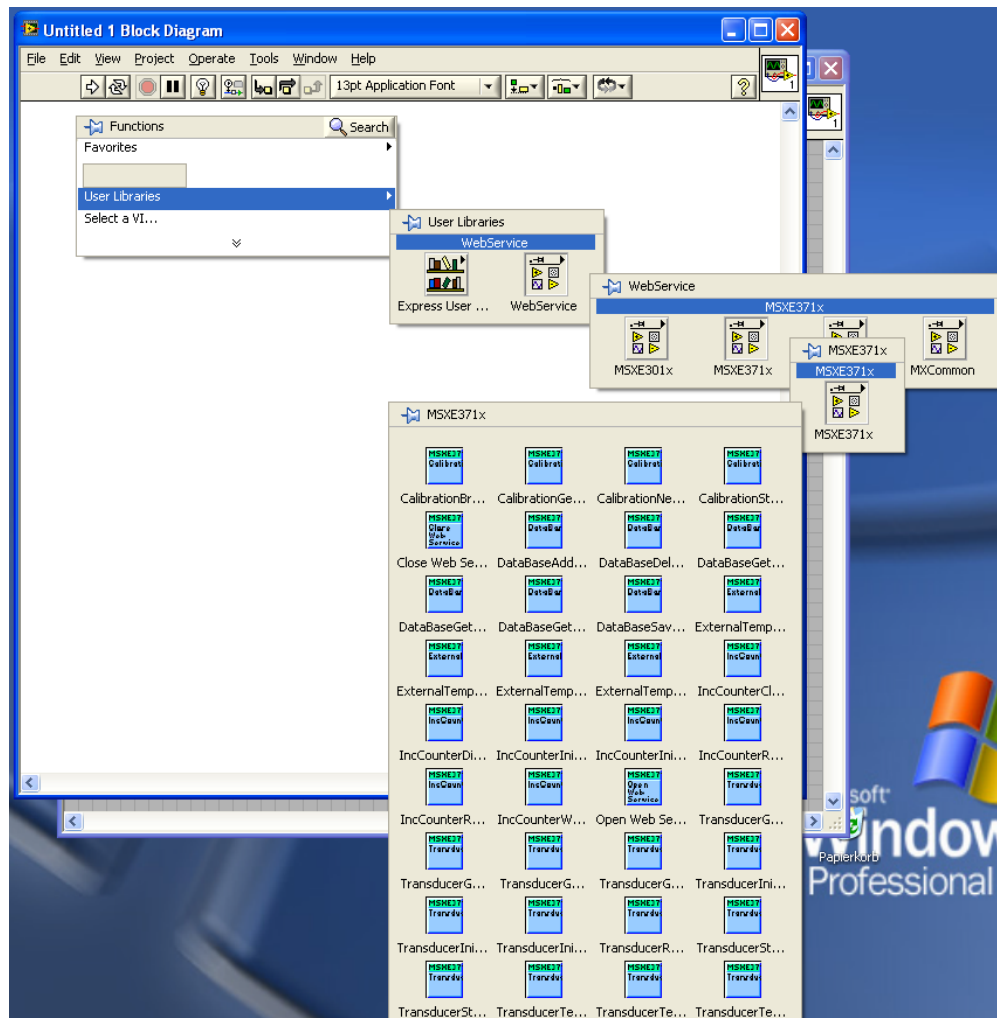 Untitled 1 Block Diagram
File Edit View Project Operate Tools Window Help
13pt Application Font
1
1
Functions Search
Favorites
User Libraries
Select a VI...
User Libraries
WebService
Express User ... WebService
WebService
MSXE371x
MSXE301x MSXE371x MXCommon
MSXE371x
MSXE371x
MSXE371x
MSXE371x
CalibrationBr... CalibrationGe... CalibrationNe... CalibrationSt...
Close Web Se... DataBaseAdd... DataBaseDel... DataBaseGet...
DataBaseGet... DataBaseGet... DataBaseSav... ExternalTemp...
ExternalTemp... ExternalTemp... ExternalTemp... IncCounterCl...
IncCounterDi... IncCounterIni... IncCounterIni... IncCounterR...
IncCounterR... IncCounterW... Open Web Se... TransducerG...
TransducerG... TransducerG... TransducerG... TransducerIni...
TransducerIni... TransducerIni... TransducerR... TransducerSt...
TransducerSt... TransducerTe... TransducerTe... TransducerTe...
soft
Window
Papierkorb
Professional